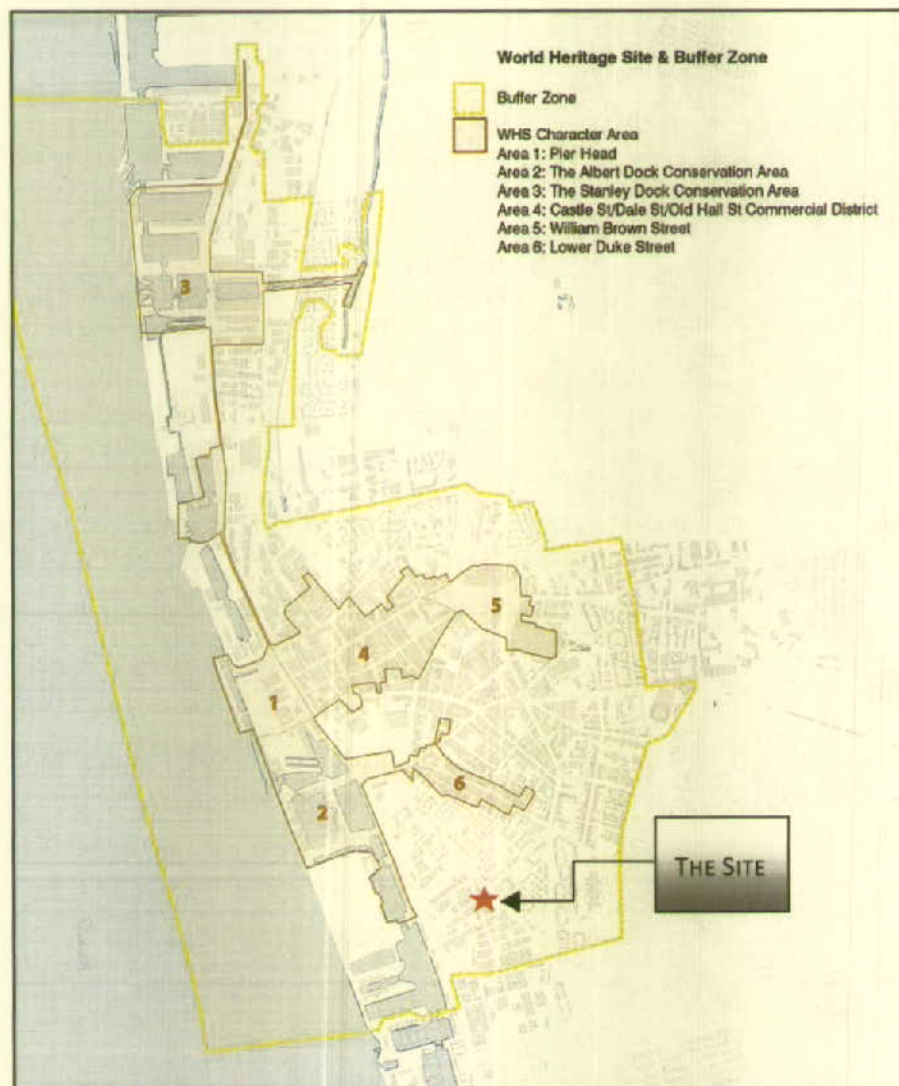 World Heritage Site & Buffer Zone
Buffer Zone
WHS Character Area
Area 1: Pier Head
Area 2: The Albert Dock Conservation Area
Area 3: The Stanley Dock Conservation Area
Area 4: Castle St/Dale St/Old Hall St Commercial District
Area 5: William Brown Street
Area 6: Lower Duke Street
3
5
4
1
6
2
THE SITE